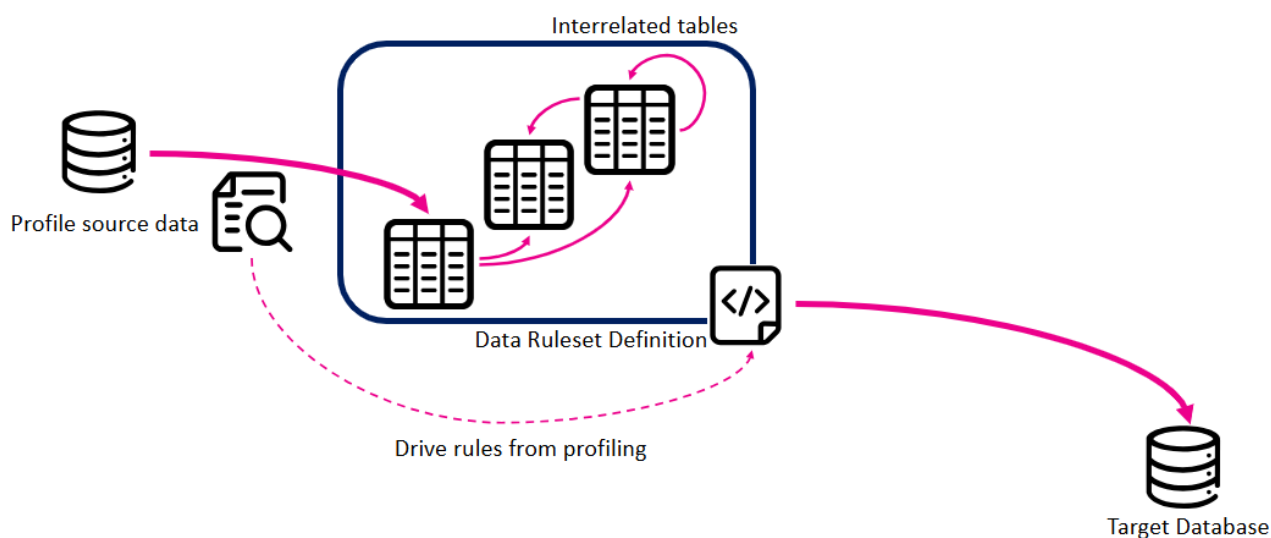 Interrelated tables
Profile source data
</>
Data Ruleset Definition
Drive rules from profiling
Target Database